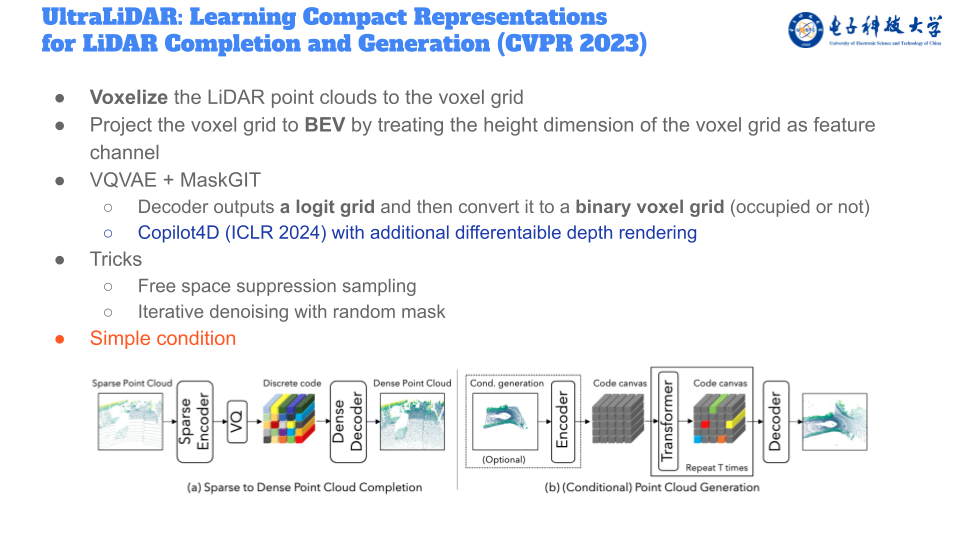 UltraLiDAR: Learning Compact Representations
for LiDAR Completion and Generation (CVPR 2023)
电子科技大学
University of Electronic Science and Technology of China
● Voxelize the LiDAR point clouds to the voxel grid
● Project the voxel grid to BEV by treating the height dimension of the voxel grid as feature
channel
● VQVAE + MaskGIT
○ Decoder outputs a logit grid and then convert it to a binary voxel grid (occupied or not)
○ Copilot4D (ICLR 2024) with additional differentaible depth rendering
● Tricks
○ Free space suppression sampling
○ Iterative denoising with random mask
● Simple condition
Sparse Point Cloud
Sparse
Encoder
VQ
Discrete code
Dense
Decoder
Dense Point Cloud
(a) Sparse to Dense Point Cloud Completion
Cond. generation
(Optional)
Encoder
Code canvas
Transformer
Code canvas
Repeat T times
Decoder
(b) (Conditional) Point Cloud Generation